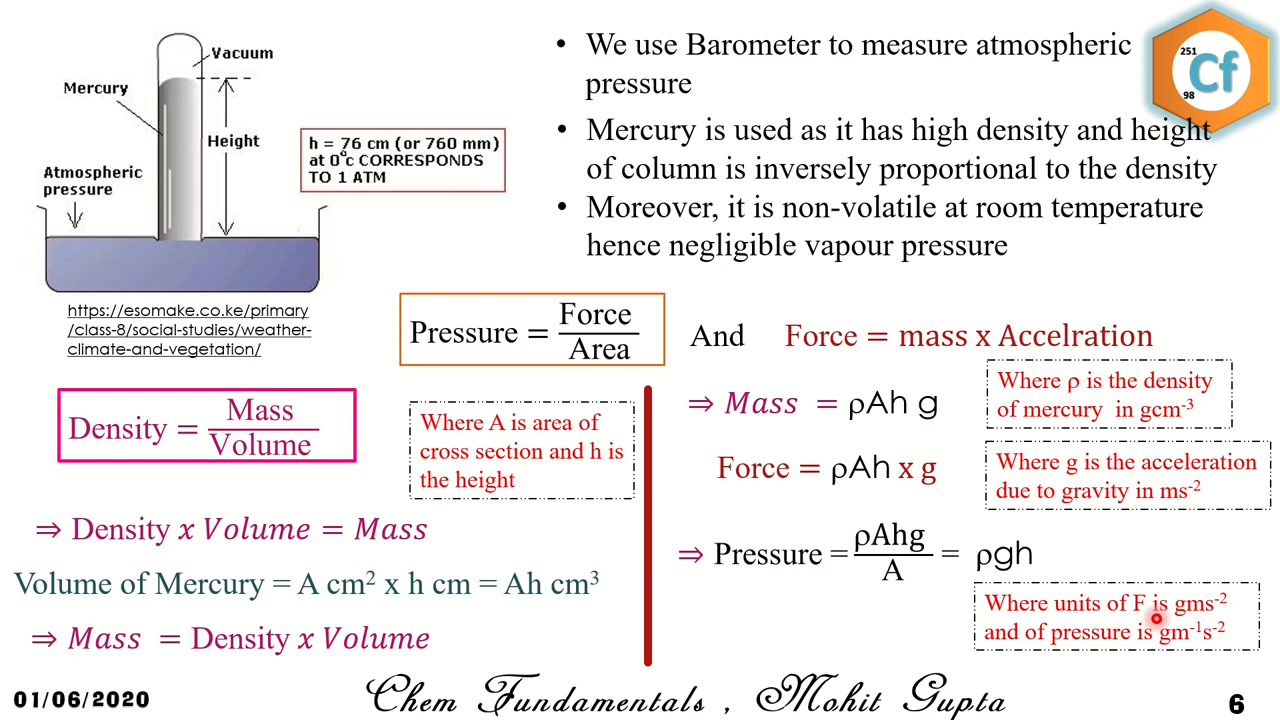 Vacuum
Mercury
Height
Atmospheric
pressure
h = 76 cm (or 760 mm)
at 0°c CORRESPONDS
TO 1 ATM
https://esomake.co.ke/primary
/class-8/social-studies/weather-
climate-and-vegetation/
• We use Barometer to measure atmospheric
pressure
• Mercury is used as it has high density and height
of column is inversely proportional to the density
• Moreover, it is non-volatile at room temperature
hence negligible vapour pressure
251
Cf
98
Pressure = Force / Area
And Force = mass x Accelration
Density = Mass / Volume
Where A is area of
cross section and h is
the height
⇒ Density x Volume = Mass
Volume of Mercury = A cm² x h cm = Ah cm³
⇒ Mass = Density x Volume
⇒ Mass = ρAh g
Where ρ is the density
of mercury in gcm⁻³
Force = ρAh x g
Where g is the acceleration
due to gravity in ms⁻²
⇒ Pressure = ρAhg / A = ρgh
Where units of F is gms⁻²
and of pressure is gm⁻¹s⁻²
01/06/2020
Chem Fundamentals , Mohit Gupta
6